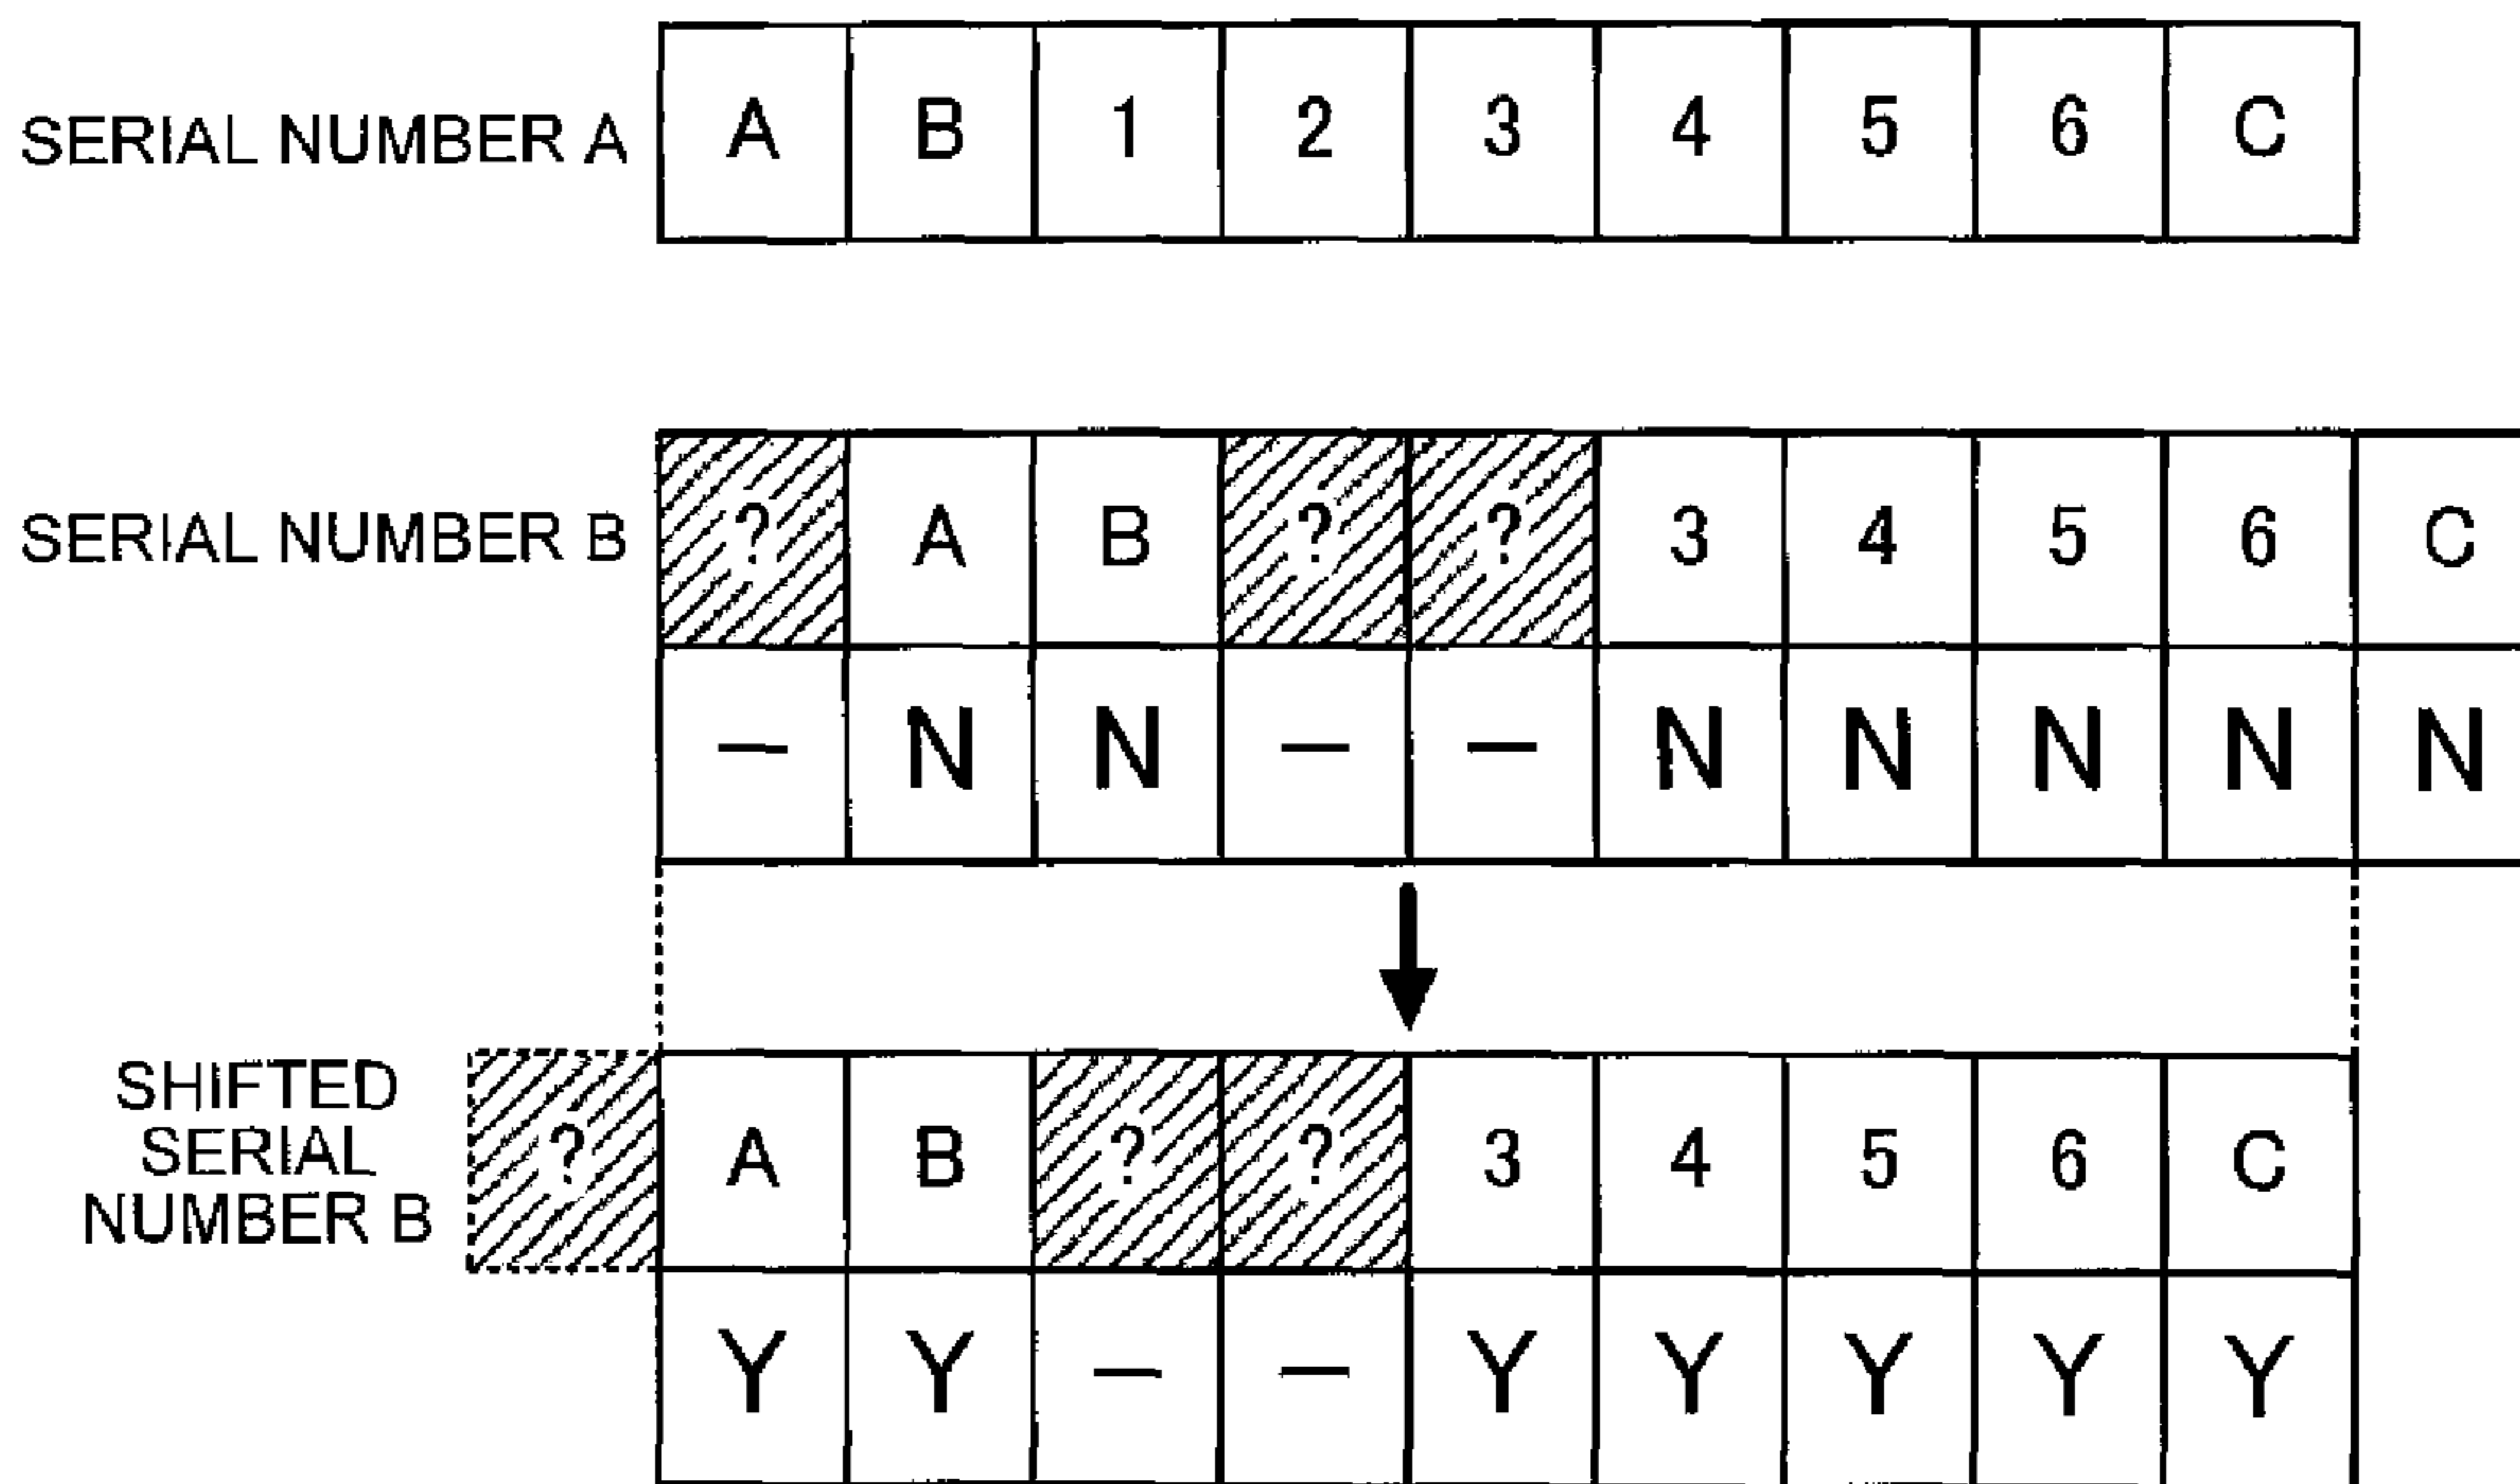 SERIAL NUMBER A A B 1 2 3 4 5 6 C
SERIAL NUMBER B ? A B ? ? 3 4 5 6 C
— N N — — N N N N N
SHIFTED
SERIAL
NUMBER B
? A B ? ? 3 4 5 6 C
Y Y — — Y Y Y Y Y